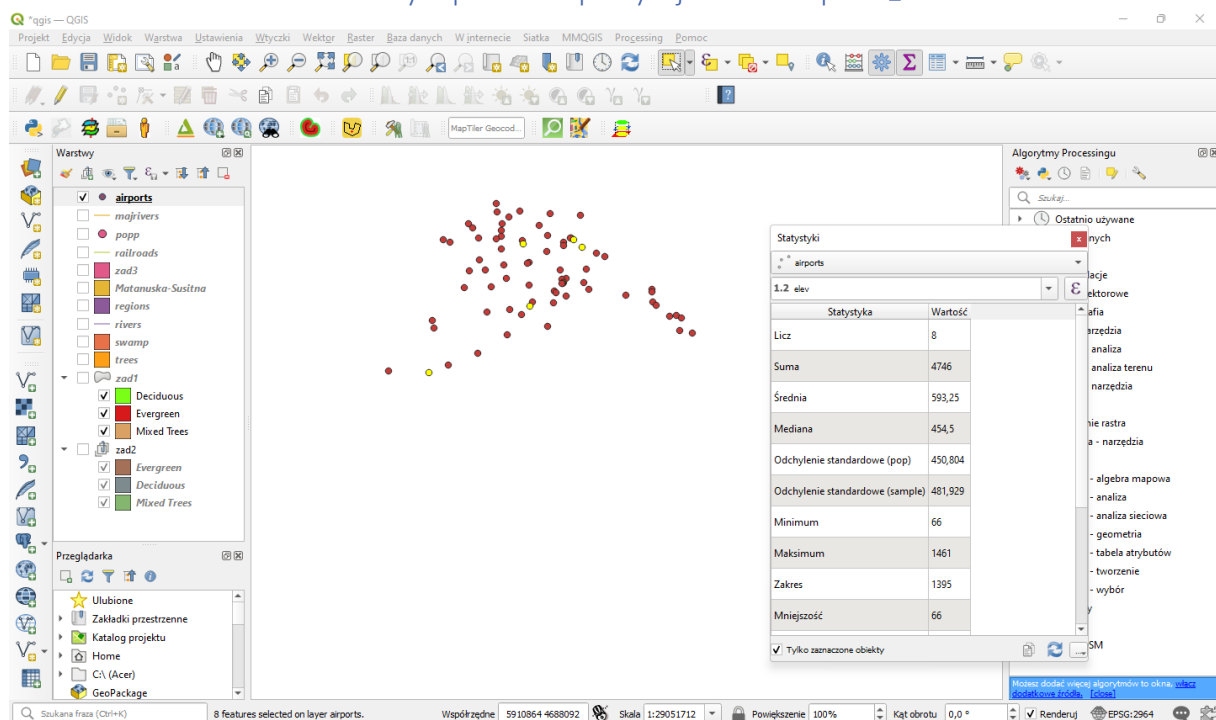 *qgis — QGIS
Projekt Edycja Widok Warstwa Ustawienia Wtyczki Wektor Raster Baza danych W internecie Siatka MMQGIS Processing Pomoc
MapTiler Geocod...
Warstwy
airports
majrivers
popp
railroads
zad3
Matanuska-Susitna
regions
rivers
swamp
trees
zad1
Deciduous
Evergreen
Mixed Trees
zad2
Evergreen
Deciduous
Mixed Trees
Przeglądarka
Ulubione
Zakładki przestrzenne
Katalog projektu
Home
C:\ (Acer)
GeoPackage
Statystyki
airports
1.2 elev
Statystyka Wartość
Licz 8
Suma 4746
Średnia 593,25
Mediana 454,5
Odchylenie standardowe (pop) 450,804
Odchylenie standardowe (sample) 481,929
Minimum 66
Maksimum 1461
Zakres 1395
Mniejszość 66
Tylko zaznaczone obiekty
Algorytmy Processingu
Szukaj...
Ostatnio używane
nych
lacje
ektorowe
afia
arzędzia
analiza
analiza terenu
narzędzia
nie rastra
a - narzędzia
- algebra mapowa
- analiza
- analiza sieciowa
- geometria
- tabela atrybutów
- tworzenie
- wybór
y
SM
Możesz dodać więcej algorytmów to okna, włącz
dodatkowe źródła. [close]
Szukana fraza (Ctrl+K) 8 features selected on layer airports. Współrzędne 5910864 4688092 Skala 1:29051712 Powiększenie 100% Kąt obrotu 0,0 ° Renderuj EPSG:2964